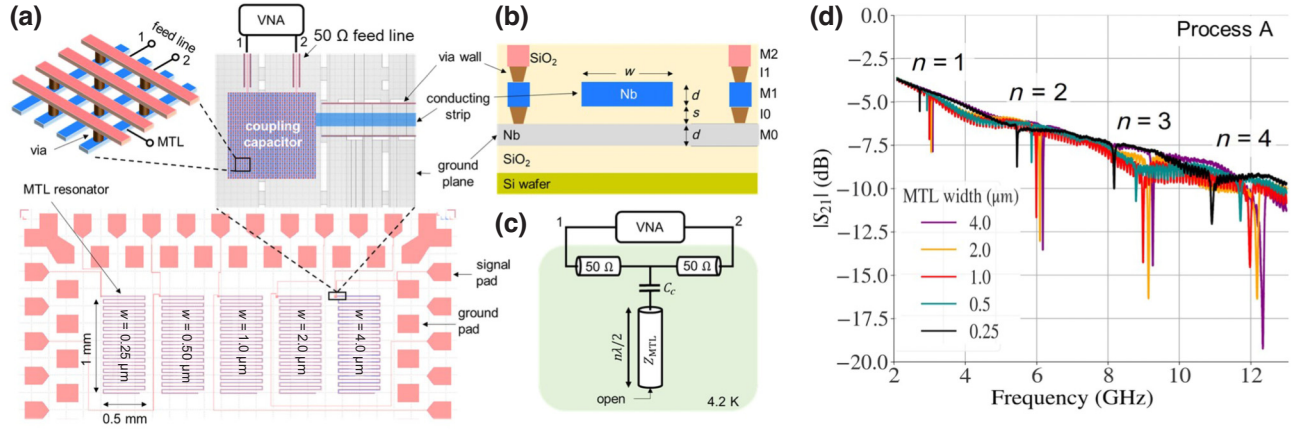 (a)
VNA
1
2
50 Ω feed line
1
feed line
2
MTL
via
coupling
capacitor
via wall
conducting
strip
ground
plane
MTL resonator
w = 0.25 μm
w = 0.50 μm
w = 1.0 μm
w = 2.0 μm
w = 4.0 μm
1 mm
0.5 mm
signal
pad
ground
pad
(b)
SiO2
w
M2
I1
M1
I0
M0
Nb
d
s
d
Nb
SiO2
Si wafer
(c)
1
VNA
2
50 Ω
50 Ω
Cc
nλ/2
ZMTL
open
4.2 K
(d)
Process A
n = 1
n = 2
n = 3
n = 4
|S21| (dB)
0.0
−2.5
−5.0
−7.5
−10.0
−12.5
−15.0
−17.5
−20.0
MTL width (μm)
4.0
2.0
1.0
0.5
0.25
2
4
6
8
10
12
Frequency (GHz)